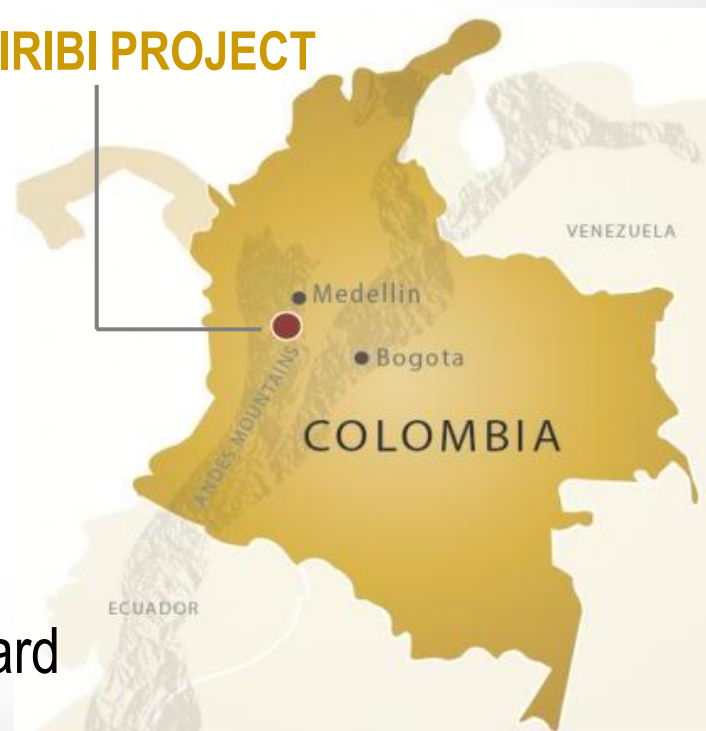 IRIBI PROJECT
VENEZUELA
Medellin
Bogota
ANDES MOUNTAINS
COLOMBIA
ECUADOR
ard